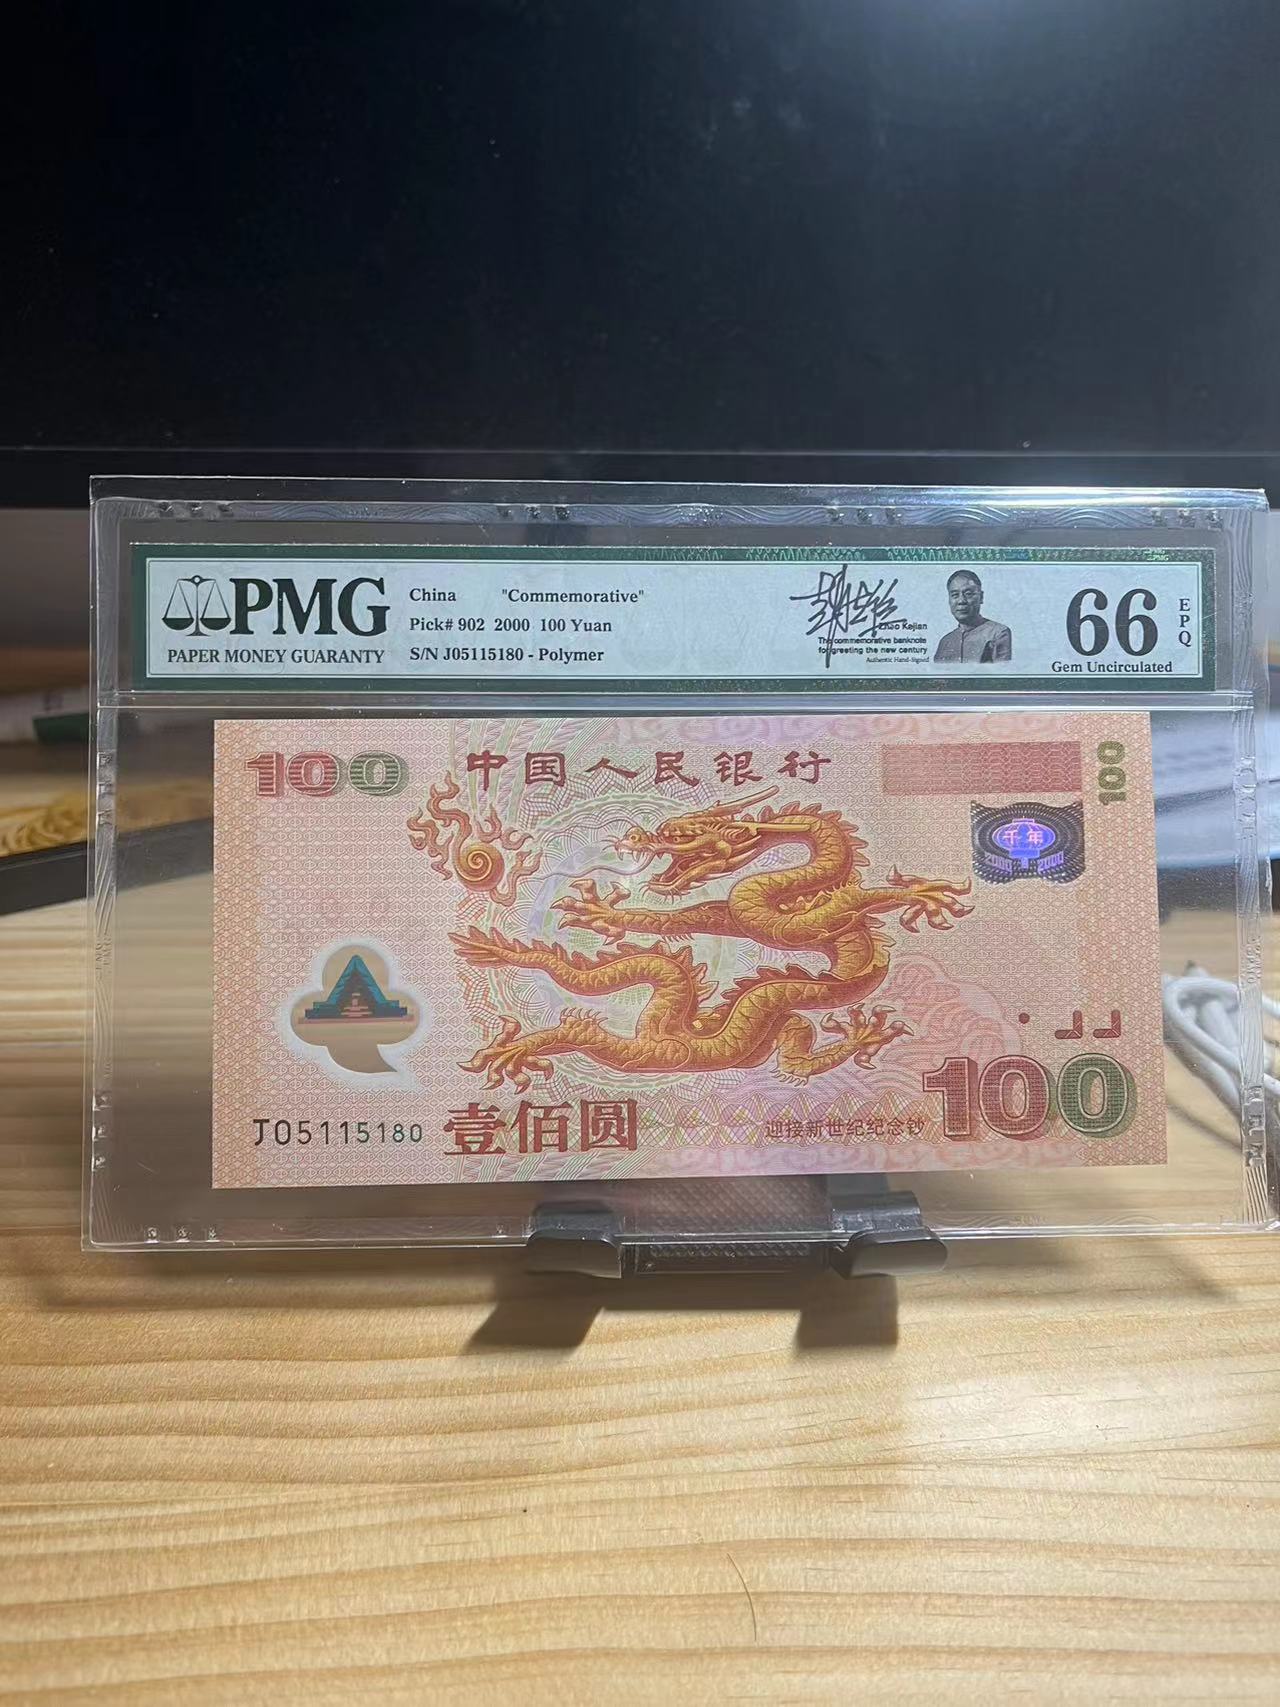 PMG
PAPER MONEY GUARANTY
China "Commemorative"
Pick# 902 2000 100 Yuan
S/N J05115180 - Polymer
Zhao Kejian
The commemorative banknote
for greeting the new century
Authentic Hand-Signed
66 EPQ
Gem Uncirculated
100 中国人民银行 100
千年
2000 2000
J05115180 壹佰圆 迎接新世纪纪念钞 100